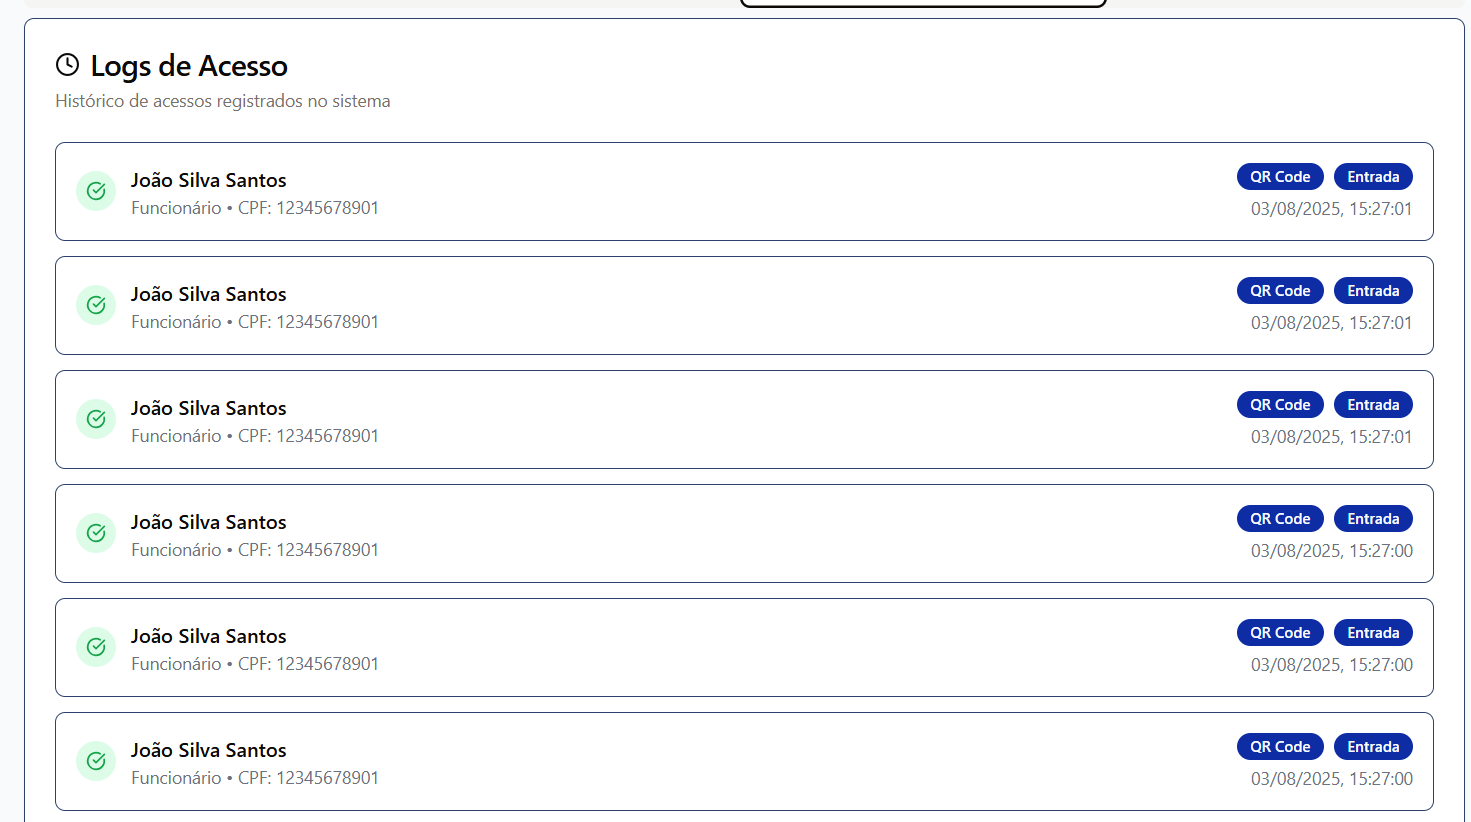 Logs de Acesso
Histórico de acessos registrados no sistema
João Silva Santos
Funcionário • CPF: 12345678901
QR Code Entrada
03/08/2025, 15:27:01
João Silva Santos
Funcionário • CPF: 12345678901
QR Code Entrada
03/08/2025, 15:27:01
João Silva Santos
Funcionário • CPF: 12345678901
QR Code Entrada
03/08/2025, 15:27:01
João Silva Santos
Funcionário • CPF: 12345678901
QR Code Entrada
03/08/2025, 15:27:00
João Silva Santos
Funcionário • CPF: 12345678901
QR Code Entrada
03/08/2025, 15:27:00
João Silva Santos
Funcionário • CPF: 12345678901
QR Code Entrada
03/08/2025, 15:27:00